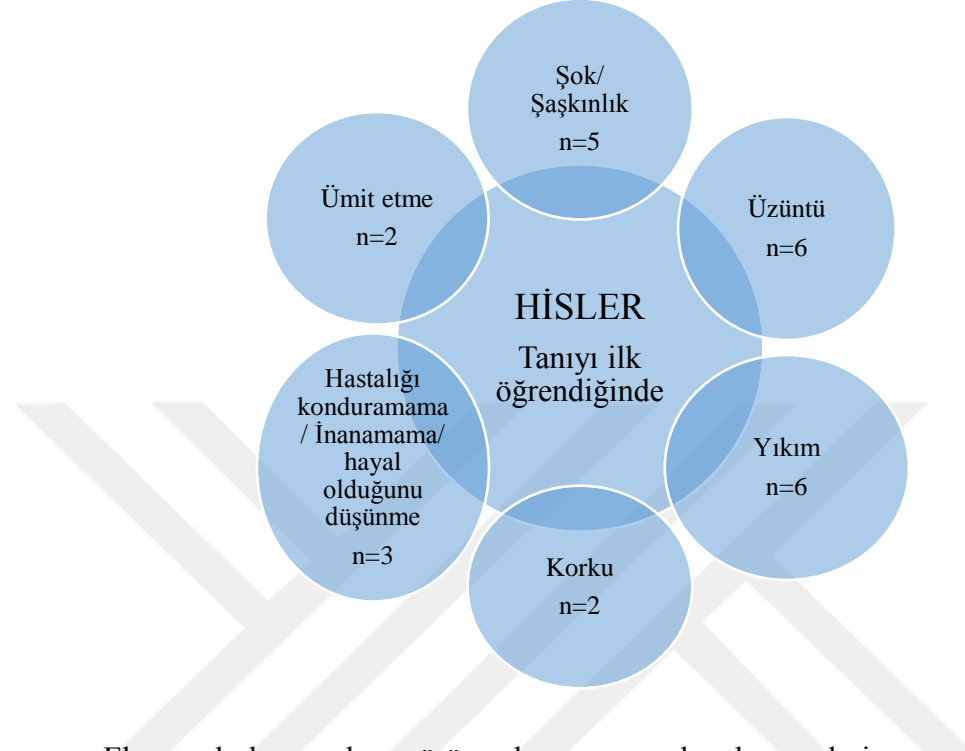 Şok/
Şaşkınlık
n=5
Üzüntü
n=6
Yıkım
n=6
Korku
n=2
Hastalığı
konduramama
/ İnanamama/
hayal
olduğunu
düşünme
n=3
Ümit etme
n=2
HİSLER
Tanıyı ilk
öğrendiğinde